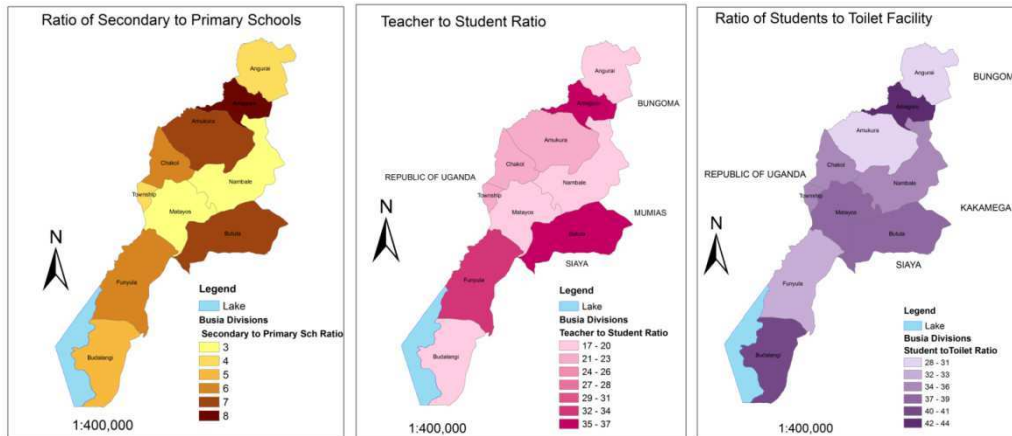 Ratio of Secondary to Primary Schools
Angurai
Amukura
Chakol
Nambale
Township
Matayos
Butula
N
Funyula
Budalengi
Legend
Lake
Busia Divisions
Secondary to Primary Sch Ratio
3
4
5
6
7
8
1:400,000
Teacher to Student Ratio
Angurai
BUNGOMA
Amukura
Chakol
REPUBLIC OF UGANDA
Nambale
Township
Matayos
MUMIAS
Butula
N
SIAYA
Funyula
Budalengi
Legend
Lake
Busia Divisions
Teacher to Student Ratio
17 - 20
21 - 23
24 - 26
27 - 28
29 - 31
32 - 34
35 - 37
1:400,000
Ratio of Students to Toilet Facility
Angurai
BUNGOM
Amukura
Chakol
REPUBLIC OF UGANDA
Nambale
Township
Matayos
KAKAMEGA
Butula
N
SIAYA
Funyula
Budalengi
Legend
Lake
Busia Divisions
Student toToilet Ratio
28 - 31
32 - 33
34 - 36
37 - 39
40 - 41
42 - 44
1:400,000